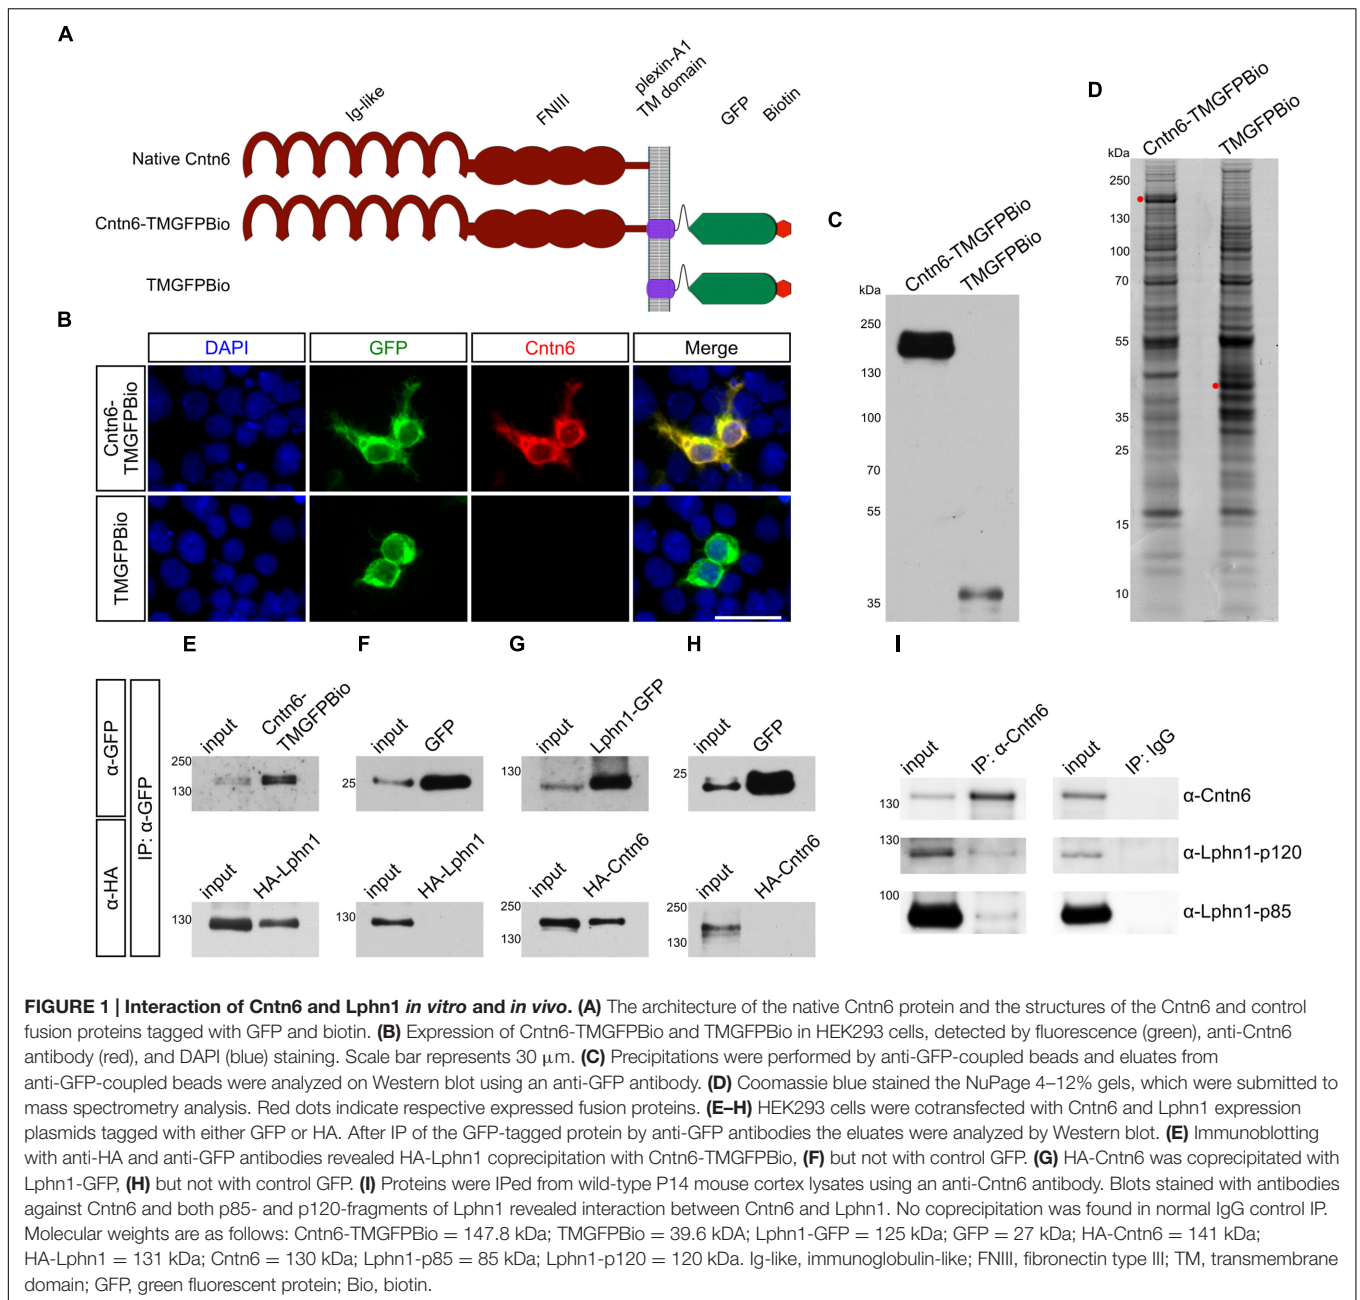 A
Ig-like
FNIII
plexin-A1
TM domain
GFP
Biotin
Native Cntn6
Cntn6-TMGFPBio
TMGFPBio
B
DAPI
GFP
Cntn6
Merge
Cntn6-
TMGFPBio
TMGFPBio
C
Cntn6-TMGFPBio
TMGFPBio
kDa
250
130
100
70
55
35
D
Cntn6-TMGFPBio
TMGFPBio
kDa
250
130
100
70
55
35
25
15
10
E
F
G
H
I
α-GFP
α-HA
IP: α-GFP
input
Cntn6-
TMGFPBio
250
130
input
HA-Lphn1
130
input
GFP
25
input
HA-Lphn1
130
input
Lphn1-GFP
130
input
HA-Cntn6
250
130
input
GFP
25
input
HA-Cntn6
250
130
input
IP: α-Cntn6
input
IP: IgG
130
α-Cntn6
130
α-Lphn1-p120
100
α-Lphn1-p85
FIGURE 1 | Interaction of Cntn6 and Lphn1 in vitro and in vivo. (A) The architecture of the native Cntn6 protein and the structures of the Cntn6 and control
fusion proteins tagged with GFP and biotin. (B) Expression of Cntn6-TMGFPBio and TMGFPBio in HEK293 cells, detected by fluorescence (green), anti-Cntn6
antibody (red), and DAPI (blue) staining. Scale bar represents 30 μm. (C) Precipitations were performed by anti-GFP-coupled beads and eluates from
anti-GFP-coupled beads were analyzed on Western blot using an anti-GFP antibody. (D) Coomassie blue stained the NuPage 4–12% gels, which were submitted to
mass spectrometry analysis. Red dots indicate respective expressed fusion proteins. (E–H) HEK293 cells were cotransfected with Cntn6 and Lphn1 expression
plasmids tagged with either GFP or HA. After IP of the GFP-tagged protein by anti-GFP antibodies the eluates were analyzed by Western blot. (E) Immunoblotting
with anti-HA and anti-GFP antibodies revealed HA-Lphn1 coprecipitation with Cntn6-TMGFPBio, (F) but not with control GFP. (G) HA-Cntn6 was coprecipitated with
Lphn1-GFP, (H) but not with control GFP. (I) Proteins were IPed from wild-type P14 mouse cortex lysates using an anti-Cntn6 antibody. Blots stained with antibodies
against Cntn6 and both p85- and p120-fragments of Lphn1 revealed interaction between Cntn6 and Lphn1. No coprecipitation was found in normal IgG control IP.
Molecular weights are as follows: Cntn6-TMGFPBio = 147.8 kDa; TMGFPBio = 39.6 kDA; Lphn1-GFP = 125 kDa; GFP = 27 kDa; HA-Cntn6 = 141 kDa;
HA-Lphn1 = 131 kDa; Cntn6 = 130 kDa; Lphn1-p85 = 85 kDa; Lphn1-p120 = 120 kDa. Ig-like, immunoglobulin-like; FNIII, fibronectin type III; TM, transmembrane
domain; GFP, green fluorescent protein; Bio, biotin.